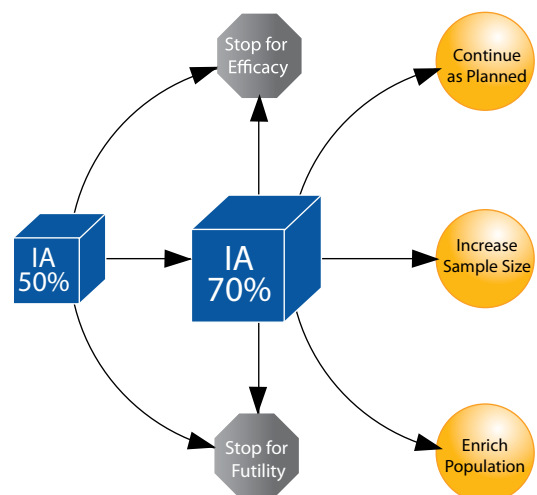 Stop for
Efficacy
Continue
as Planned
IA
50%
IA
70%
Increase
Sample Size
Stop for
Futility
Enrich
Population